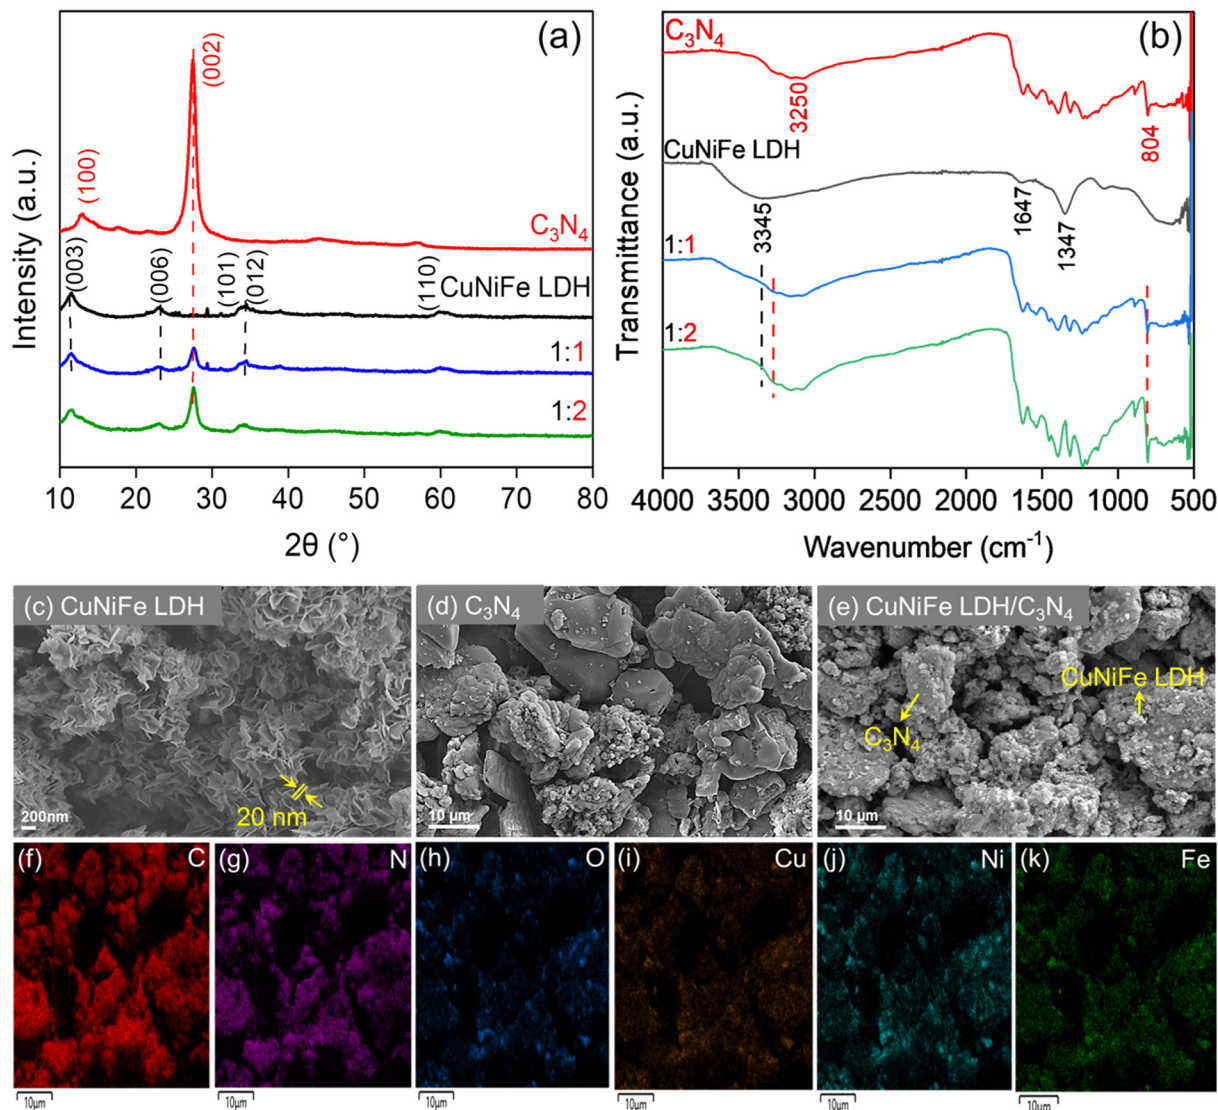 (a)
Intensity (a.u.)
(100)
(002)
C₃N₄
(003)
(006)
(101)
(012)
(110)
CuNiFe LDH
1:1
1:2
10 20 30 40 50 60 70 80
2θ (°)
(b)
Transmittance (a.u.)
C₃N₄
3250
804
CuNiFe LDH
3345
1647
1347
1:1
1:2
4000 3500 3000 2500 2000 1500 1000 500
Wavenumber (cm⁻¹)
(c) CuNiFe LDH
20 nm
200nm
(d) C₃N₄
10 μm
(e) CuNiFe LDH/C₃N₄
CuNiFe LDH
C₃N₄
10 μm
(f) C
10μm
(g) N
10μm
(h) O
10μm
(i) Cu
10μm
(j) Ni
10μm
(k) Fe
10μm